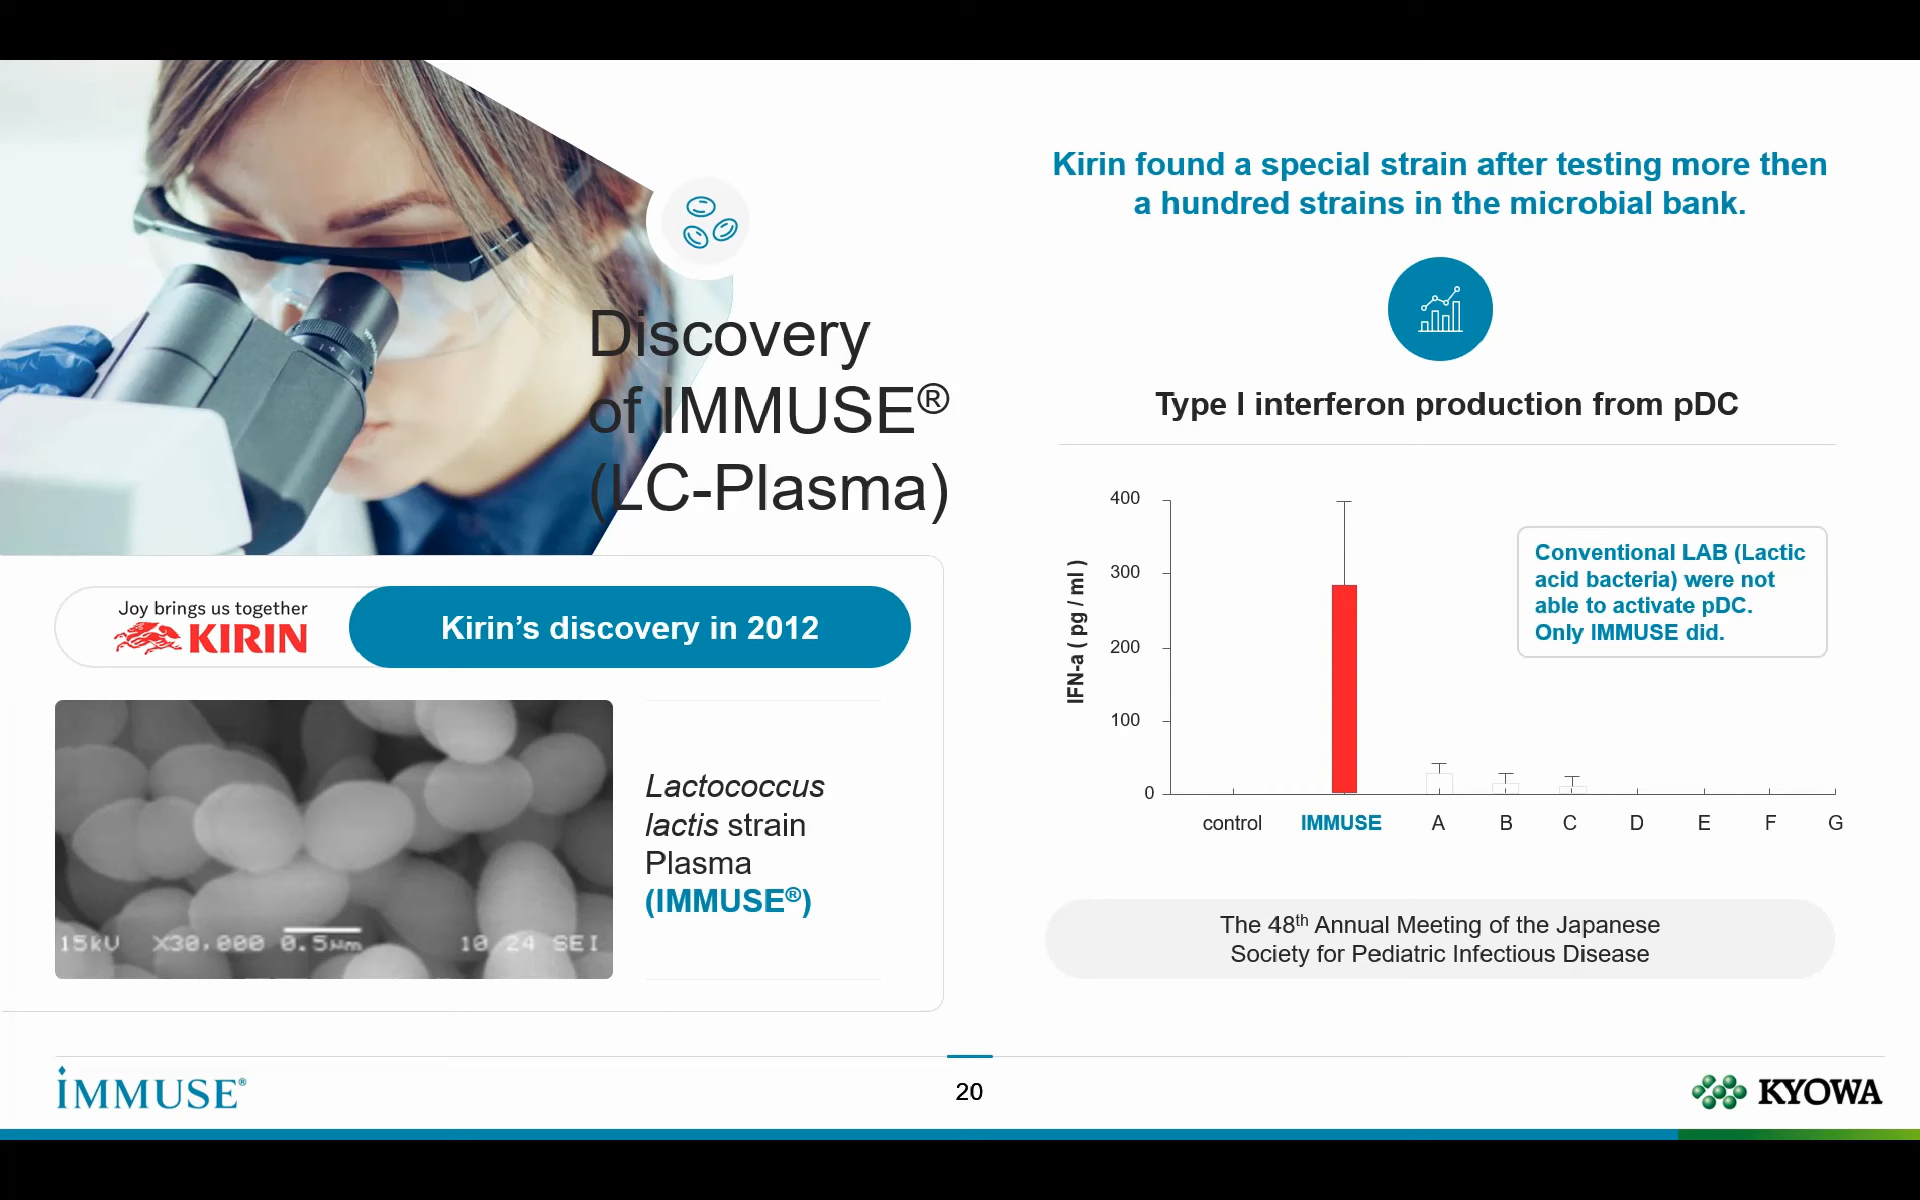 Discovery
of IMMUSE®
(LC-Plasma)
Joy brings us together
KIRIN
Kirin’s discovery in 2012
15kV X30,000 0.5µm 10 24 SEI
Lactococcus
lactis strain
Plasma
(IMMUSE®)
Kirin found a special strain after testing more then
a hundred strains in the microbial bank.
Type I interferon production from pDC
IFN-a ( pg / ml )
400
300
200
100
0
control IMMUSE A B C D E F G
Conventional LAB (Lactic
acid bacteria) were not
able to activate pDC.
Only IMMUSE did.
The 48th Annual Meeting of the Japanese
Society for Pediatric Infectious Disease
iMMUSE®
20
KYOWA